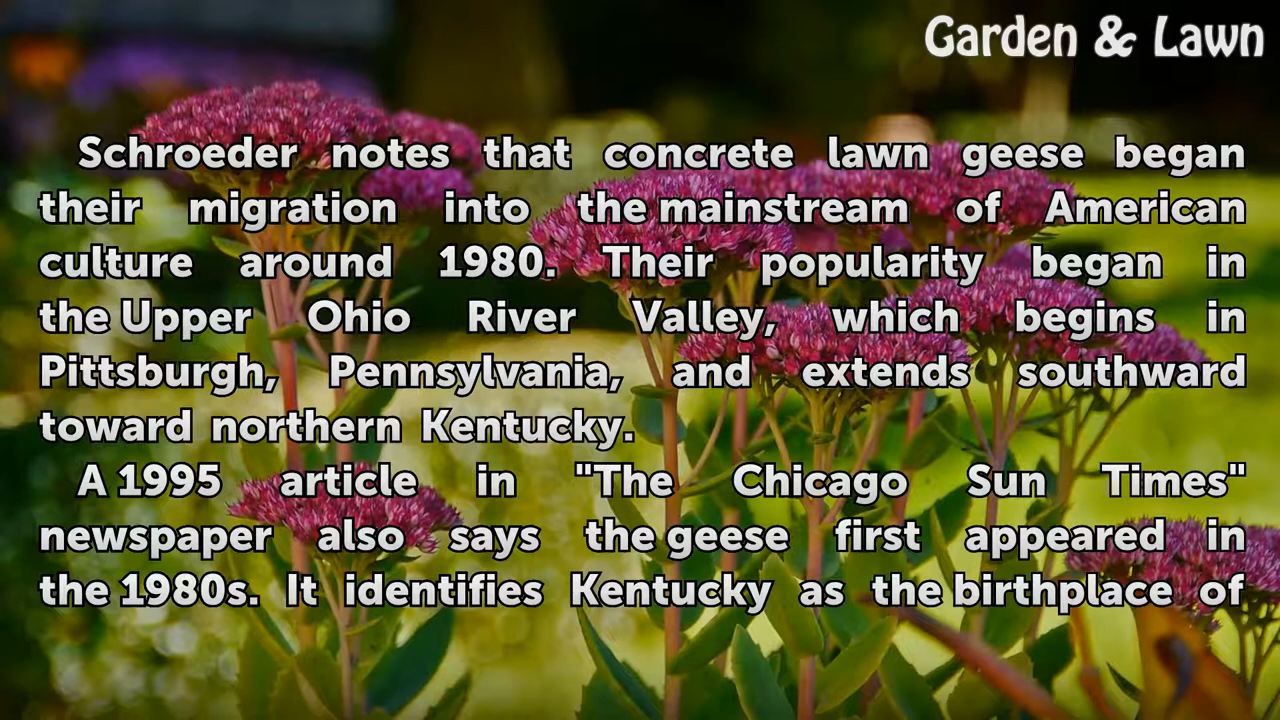 Garden & Lawn
Schroeder notes that concrete lawn geese began
their migration into the mainstream of American
culture around 1980. Their popularity began in
the Upper Ohio River Valley, which begins in
Pittsburgh, Pennsylvania, and extends southward
toward northern Kentucky.
A 1995 article in "The Chicago Sun Times"
newspaper also says the geese first appeared in
the 1980s. It identifies Kentucky as the birthplace of